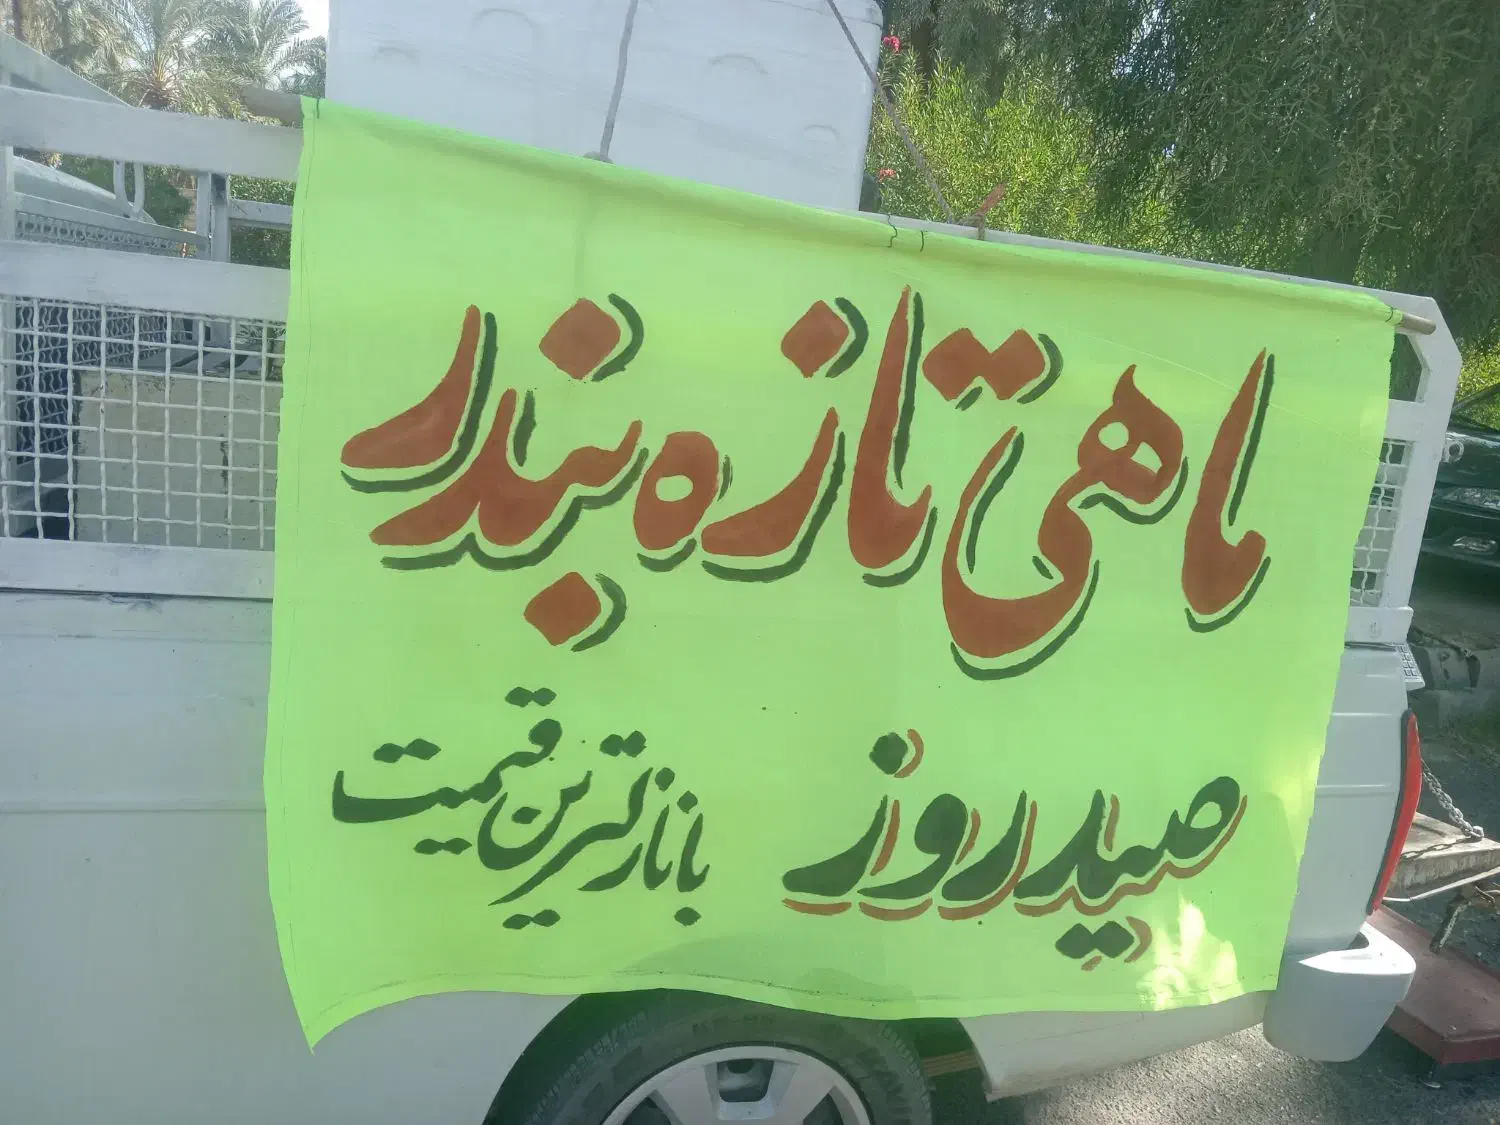 ماهی تازه بندر
صید روز
با نازلترین قیمت